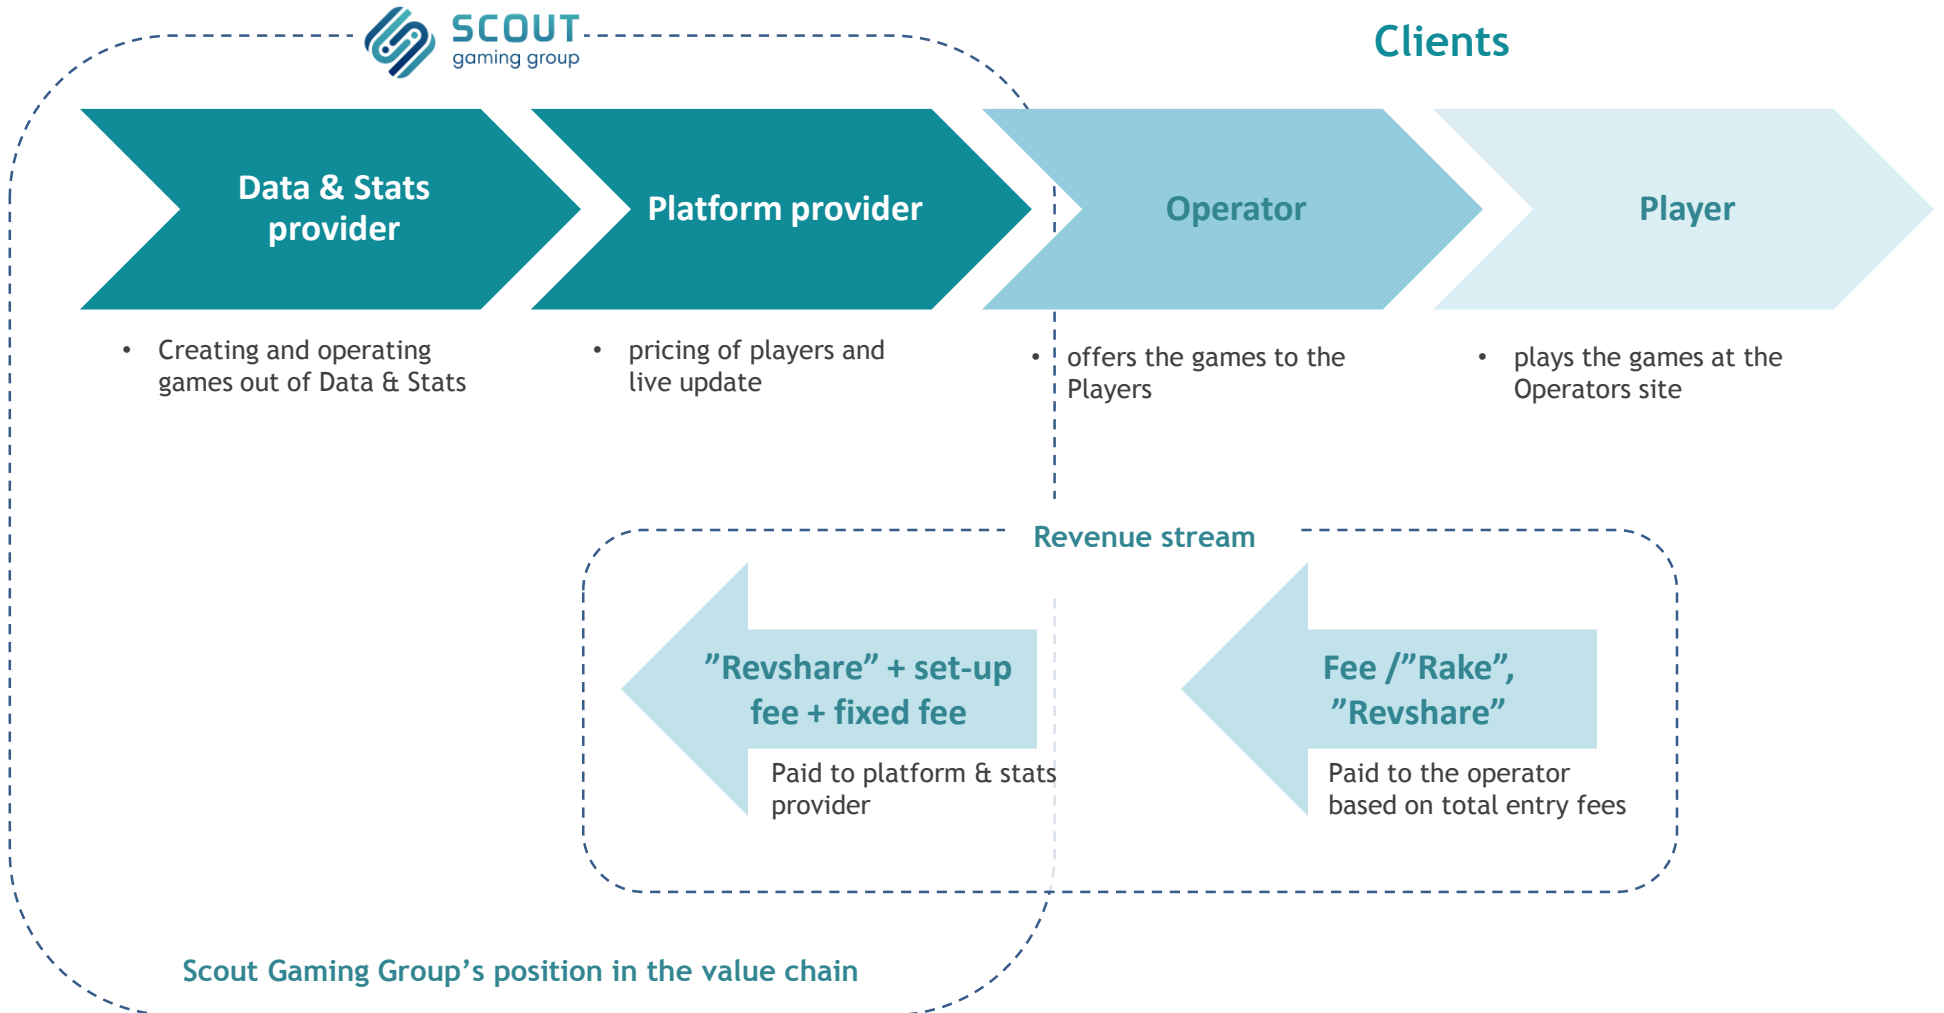 SCOUT
gaming group
Clients
Data & Stats
provider
Platform provider
Operator
Player
• Creating and operating
games out of Data & Stats
• pricing of players and
live update
• offers the games to the
Players
• plays the games at the
Operators site
Revenue stream
”Revshare” + set-up
fee + fixed fee
Paid to platform & stats
provider
Fee /”Rake”,
”Revshare”
Paid to the operator
based on total entry fees
Scout Gaming Group’s position in the value chain